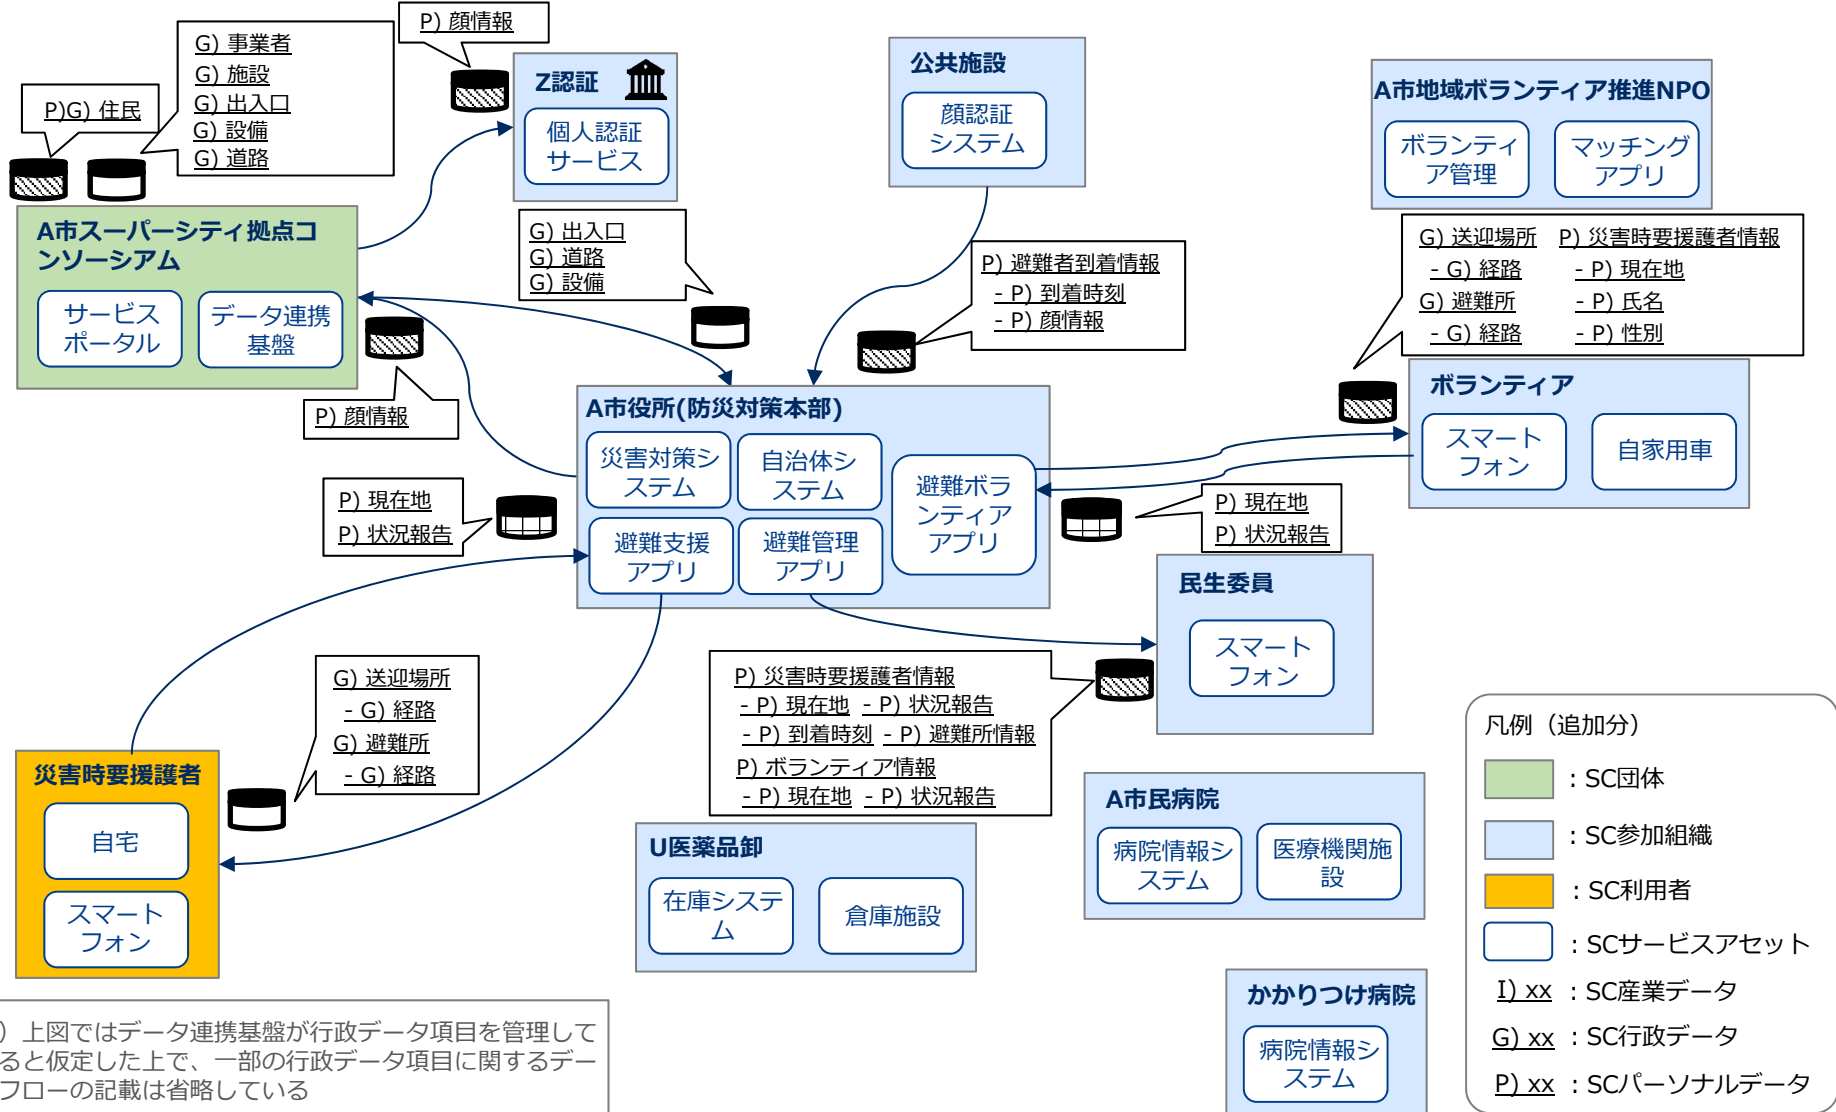 P) 顔情報
G) 事業者
G) 施設
G) 出入口
G) 設備
G) 道路
P)G) 住民
Z認証
個人認証
サービス
公共施設
顔認証
システム
A市地域ボランティア推進NPO
ボランティ
ア管理
マッチング
アプリ
A市スーパーシティ拠点コ
ンソーシアム
サービス
ポータル
データ連携
基盤
G) 出入口
G) 道路
G) 設備
P) 避難者到着情報
- P) 到着時刻
- P) 顔情報
G) 送迎場所 P) 災害時要援護者情報
- G) 経路 - P) 現在地
G) 避難所 - P) 氏名
- G) 経路 - P) 性別
P) 顔情報
A市役所(防災対策本部)
災害対策シ
ステム
自治体シ
ステム
避難支援
アプリ
避難管理
アプリ
避難ボラ
ンティア
アプリ
ボランティア
スマート
フォン
自家用車
P) 現在地
P) 状況報告
P) 現在地
P) 状況報告
民生委員
スマート
フォン
G) 送迎場所
- G) 経路
G) 避難所
- G) 経路
P) 災害時要援護者情報
- P) 現在地 - P) 状況報告
- P) 到着時刻 - P) 避難所情報
P) ボランティア情報
- P) 現在地 - P) 状況報告
災害時要援護者
自宅
スマート
フォン
U医薬品卸
在庫システ
ム
倉庫施設
A市民病院
病院情報シ
ステム
医療機関施
設
かかりつけ病院
病院情報シ
ステム
凡例（追加分）
：SC団体
：SC参加組織
：SC利用者
：SCサービスアセット
I) xx ：SC産業データ
G) xx ：SC行政データ
P) xx ：SCパーソナルデータ
）上図ではデータ連携基盤が行政データ項目を管理して
ると仮定した上で、一部の行政データ項目に関するデー
フローの記載は省略している